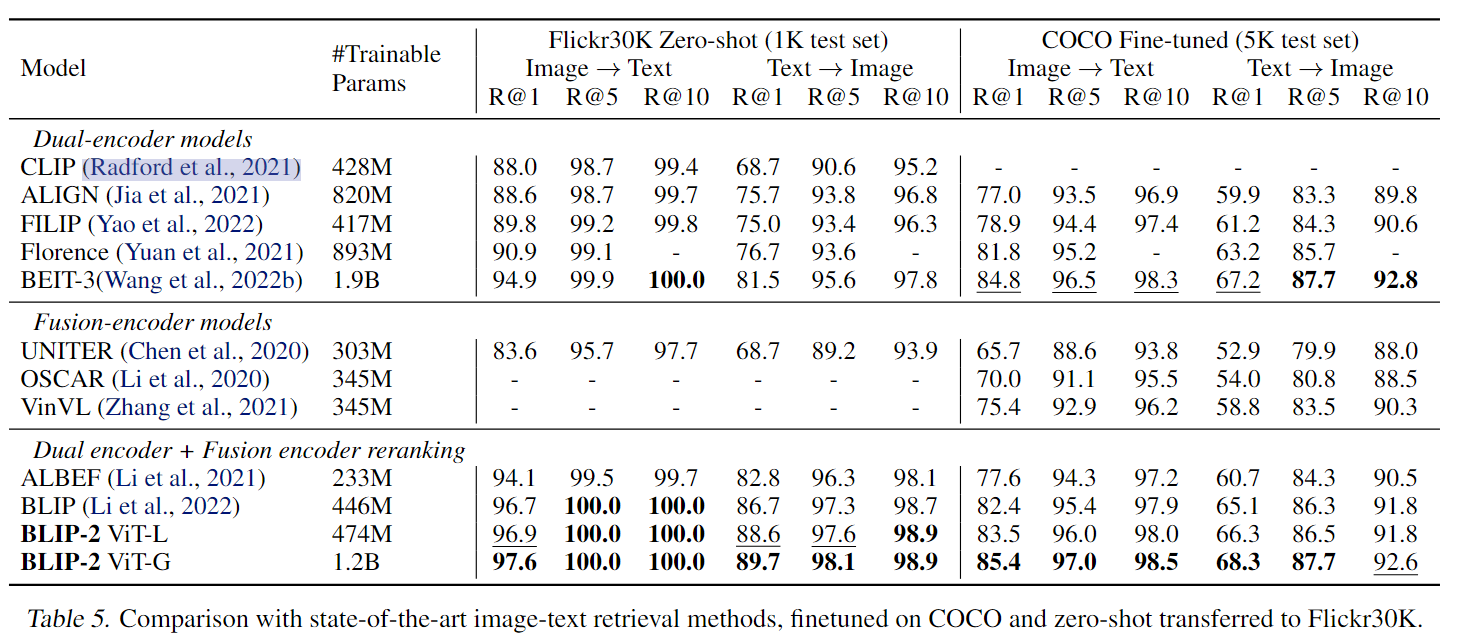 Model #Trainable Params Flickr30K Zero-shot (1K test set) COCO Fine-tuned (5K test set)
Image → Text Text → Image Image → Text Text → Image
R@1 R@5 R@10 R@1 R@5 R@10 R@1 R@5 R@10 R@1 R@5 R@10
Dual-encoder models
CLIP (Radford et al., 2021) 428M 88.0 98.7 99.4 68.7 90.6 95.2 - - - - - -
ALIGN (Jia et al., 2021) 820M 88.6 98.7 99.7 75.7 93.8 96.8 77.0 93.5 96.9 59.9 83.3 89.8
FILIP (Yao et al., 2022) 417M 89.8 99.2 99.8 75.0 93.4 96.3 78.9 94.4 97.4 61.2 84.3 90.6
Florence (Yuan et al., 2021) 893M 90.9 99.1 - 76.7 93.6 - 81.8 95.2 - 63.2 85.7 -
BEIT-3(Wang et al., 2022b) 1.9B 94.9 99.9 100.0 81.5 95.6 97.8 84.8 96.5 98.3 67.2 87.7 92.8
Fusion-encoder models
UNITER (Chen et al., 2020) 303M 83.6 95.7 97.7 68.7 89.2 93.9 65.7 88.6 93.8 52.9 79.9 88.0
OSCAR (Li et al., 2020) 345M - - - - - - 70.0 91.1 95.5 54.0 80.8 88.5
VinVL (Zhang et al., 2021) 345M - - - - - - 75.4 92.9 96.2 58.8 83.5 90.3
Dual encoder + Fusion encoder reranking
ALBEF (Li et al., 2021) 233M 94.1 99.5 99.7 82.8 96.3 98.1 77.6 94.3 97.2 60.7 84.3 90.5
BLIP (Li et al., 2022) 446M 96.7 100.0 100.0 86.7 97.3 98.7 82.4 95.4 97.9 65.1 86.3 91.8
BLIP-2 ViT-L 474M 96.9 100.0 100.0 88.6 97.6 98.9 83.5 96.0 98.0 66.3 86.5 91.8
BLIP-2 ViT-G 1.2B 97.6 100.0 100.0 89.7 98.1 98.9 85.4 97.0 98.5 68.3 87.7 92.6
Table 5. Comparison with state-of-the-art image-text retrieval methods, finetuned on COCO and zero-shot transferred to Flickr30K.